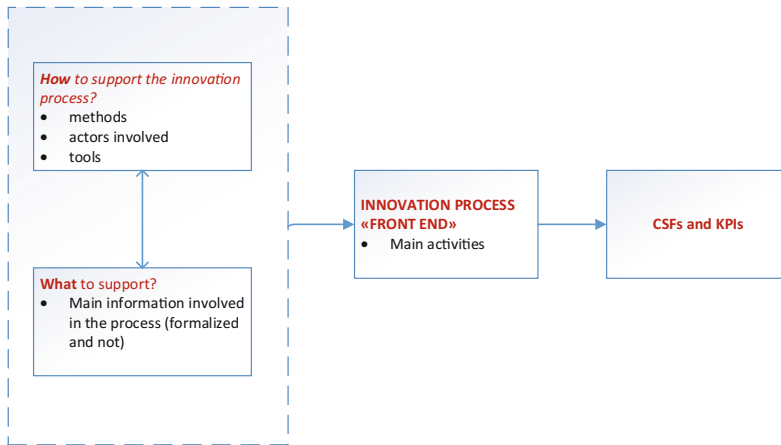 How to support the innovation
process?
• methods
• actors involved
• tools
What to support?
• Main information involved
in the process (formalized
and not)
INNOVATION PROCESS
«FRONT END»
• Main activities
CSFs and KPIs